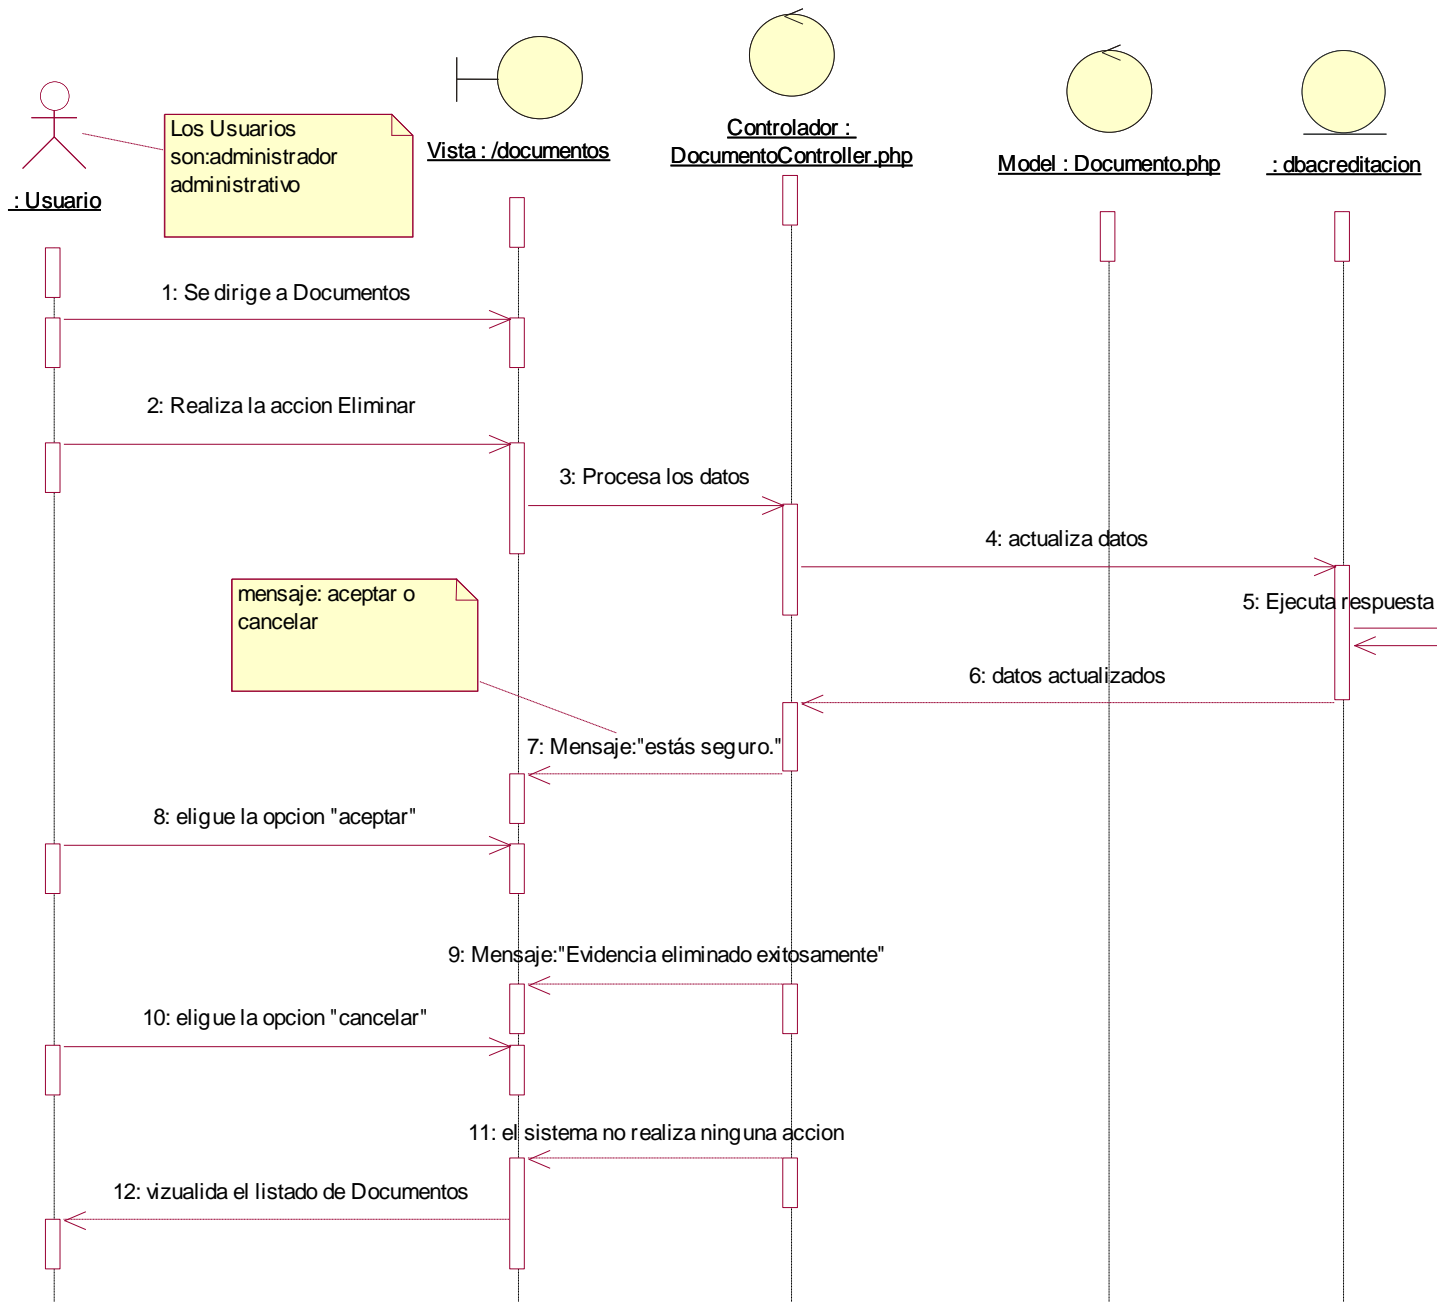 Los Usuarios
son:administrador
administrativo
: Usuario
Vista : /documentos
Controlador :
DocumentoController.php
Model : Documento.php
: dbacreditacion
1: Se dirige a Documentos
2: Realiza la accion Eliminar
3: Procesa los datos
4: actualiza datos
mensaje: aceptar o
cancelar
5: Ejecuta respuesta
6: datos actualizados
7: Mensaje:"estás seguro."
8: eligue la opcion "aceptar"
9: Mensaje:"Evidencia eliminado exitosamente"
10: eligue la opcion "cancelar"
11: el sistema no realiza ninguna accion
12: vizualida el listado de Documentos